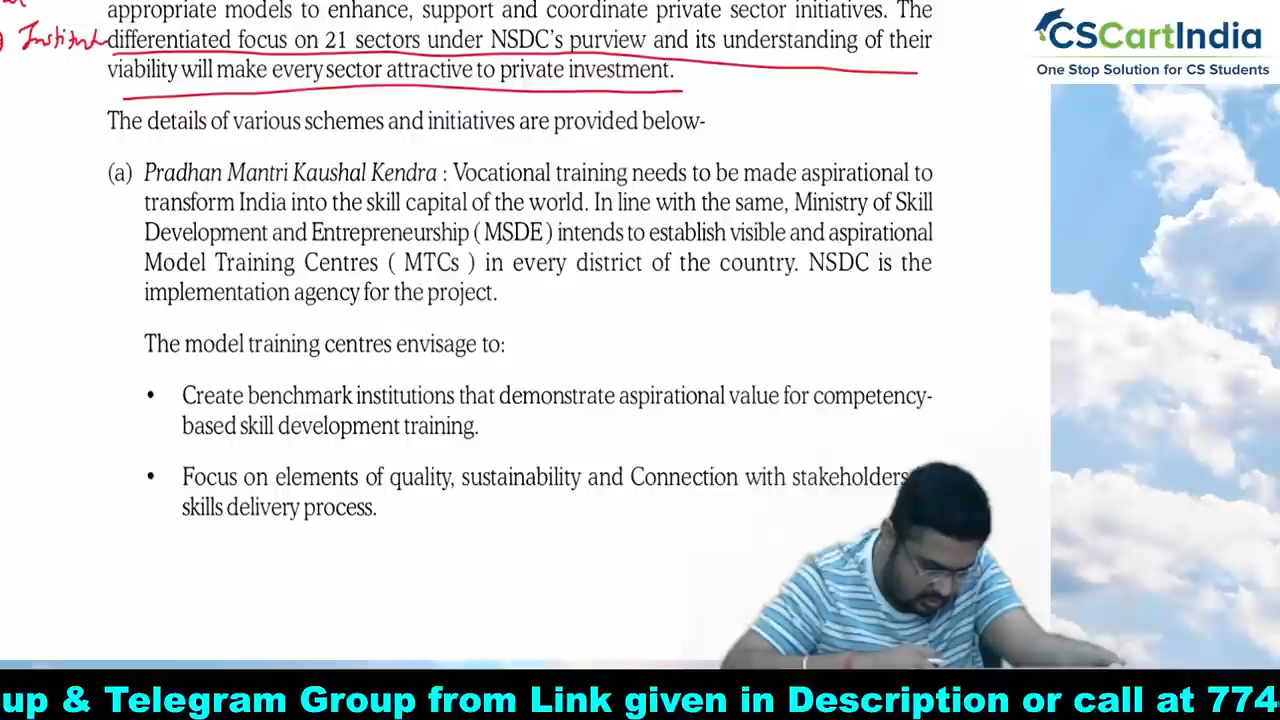 appropriate models to enhance, support and coordinate private sector initiatives. The
Institut
differentiated focus on 21 sectors under NSDC's purview and its understanding of their
viability will make every sector attractive to private investment.
The details of various schemes and initiatives are provided below-
(a) Pradhan Mantri Kaushal Kendra : Vocational training needs to be made aspirational to
transform India into the skill capital of the world. In line with the same, Ministry of Skill
Development and Entrepreneurship ( MSDE ) intends to establish visible and aspirational
Model Training Centres ( MTCs ) in every district of the country. NSDC is the
implementation agency for the project.
The model training centres envisage to:
• Create benchmark institutions that demonstrate aspirational value for competency-
based skill development training.
• Focus on elements of quality, sustainability and Connection with stakeholders
skills delivery process.
CSCartIndia
One Stop Solution for CS Students
up & Telegram Group from Link given in Description or call at 774